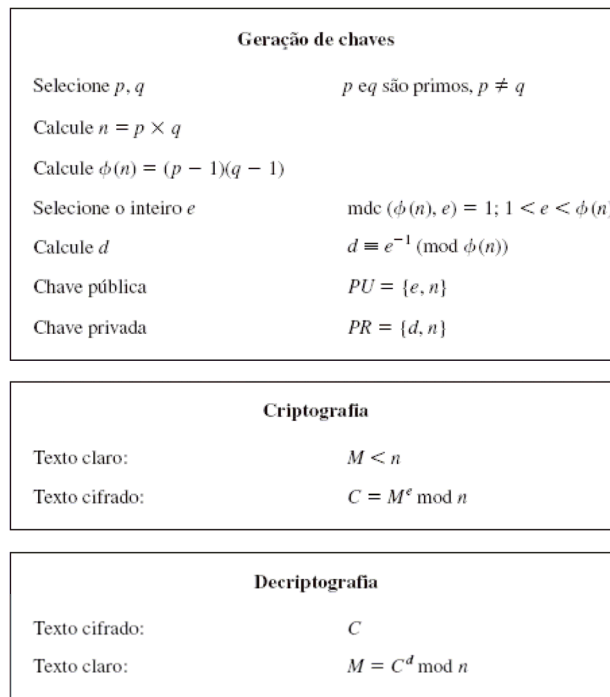 Geração de chaves
Selecione p, q p eq são primos, p ≠ q
Calcule n = p × q
Calcule ϕ(n) = (p − 1)(q − 1)
Selecione o inteiro e mdc (ϕ(n), e) = 1; 1 < e < ϕ(n)
Calcule d d ≡ e⁻¹ (mod ϕ(n))
Chave pública PU = {e, n}
Chave privada PR = {d, n}
Criptografia
Texto claro: M < n
Texto cifrado: C = Mᵉ mod n
Decriptografia
Texto cifrado: C
Texto claro: M = Cᵈ mod n